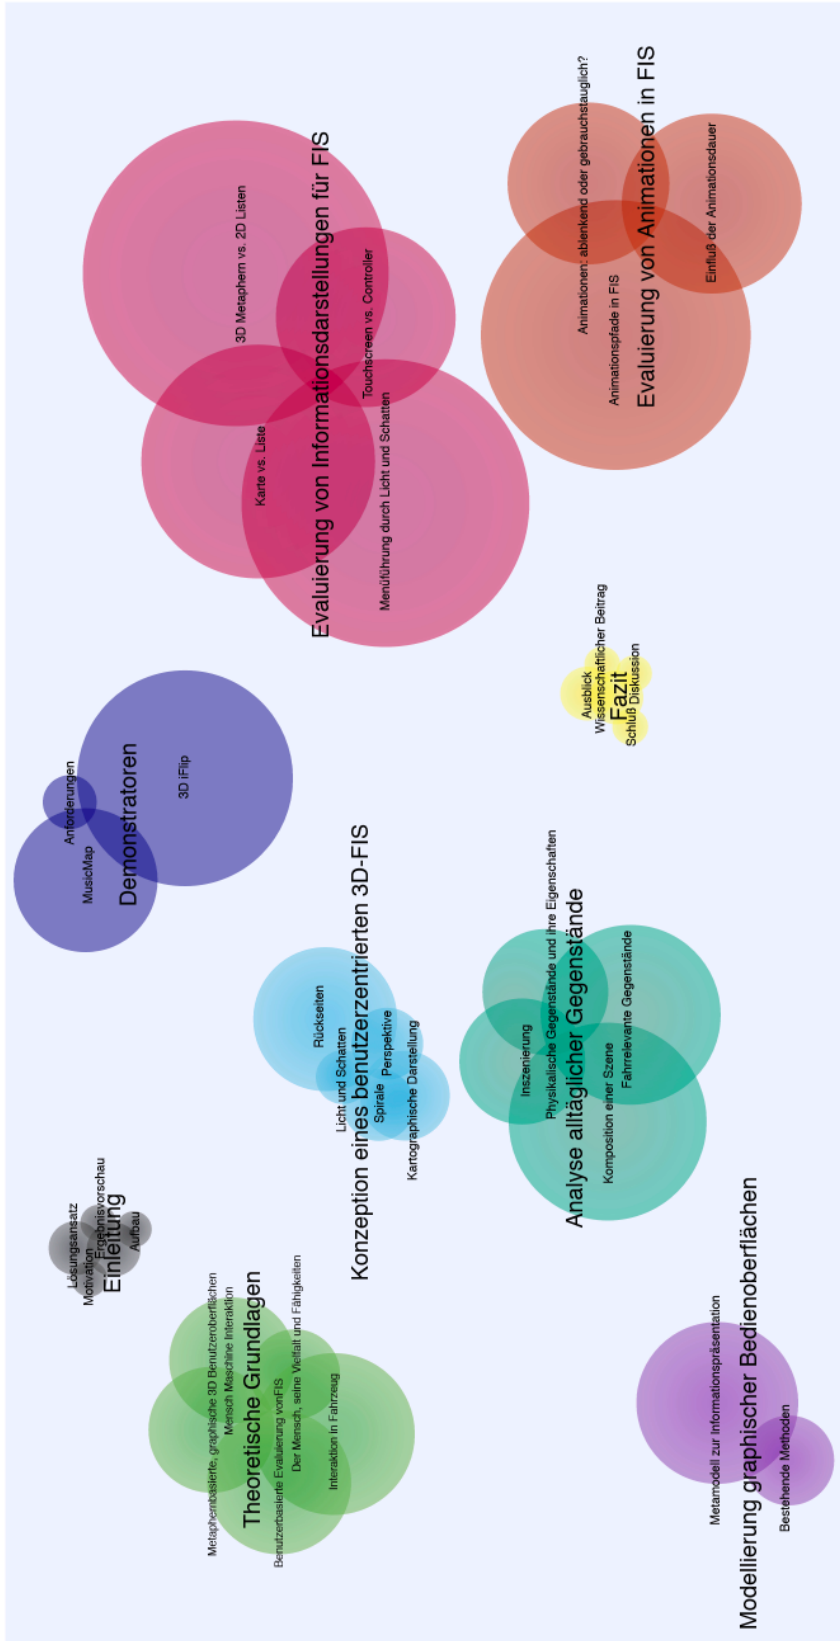 Lösungsansatz
Motivation
Ergebnisvorschau
Einleitung
Aufbau
Metaphernbasierte, graphische 3D Benutzeroberflächen
Mensch Maschine Interaktion
Theoretische Grundlagen
Benutzerbasierte Evaluierung vonFIS
Der Mensch, seine Vielfalt und Fähigkeiten
Interaktion in Fahrzeug
Metamodell zur Informationspräsentation
Modellierung graphischer Bedienoberflächen
Bestehende Methoden
Inszenierung
Physikalische Gegenstände und ihre Eigenschaften
Analyse alltäglicher Gegenstände
Komposition einer Szene
Fahrrelevante Gegenstände
Rückseiten
Licht und Schatten
Konzeption eines benutzerzentrierten 3D-FIS
Spirale
Perspektive
Kartographische Darstellung
Anforderungen
MusicMap
Demonstratoren
3D iFlip
3D Metaphern vs. 2D Listen
Karte vs. Liste
Evaluierung von Informationsdarstellungen für FIS
Touchscreen vs. Controller
Menüführung durch Licht und Schatten
Animationen: ablenkend oder gebrauchstauglich?
Animationspfade in FIS
Evaluierung von Animationen in FIS
Einfluß der Animationsdauer
Ausblick
Wissenschaftlicher Beitrag
Fazit
Schluß
Diskussion